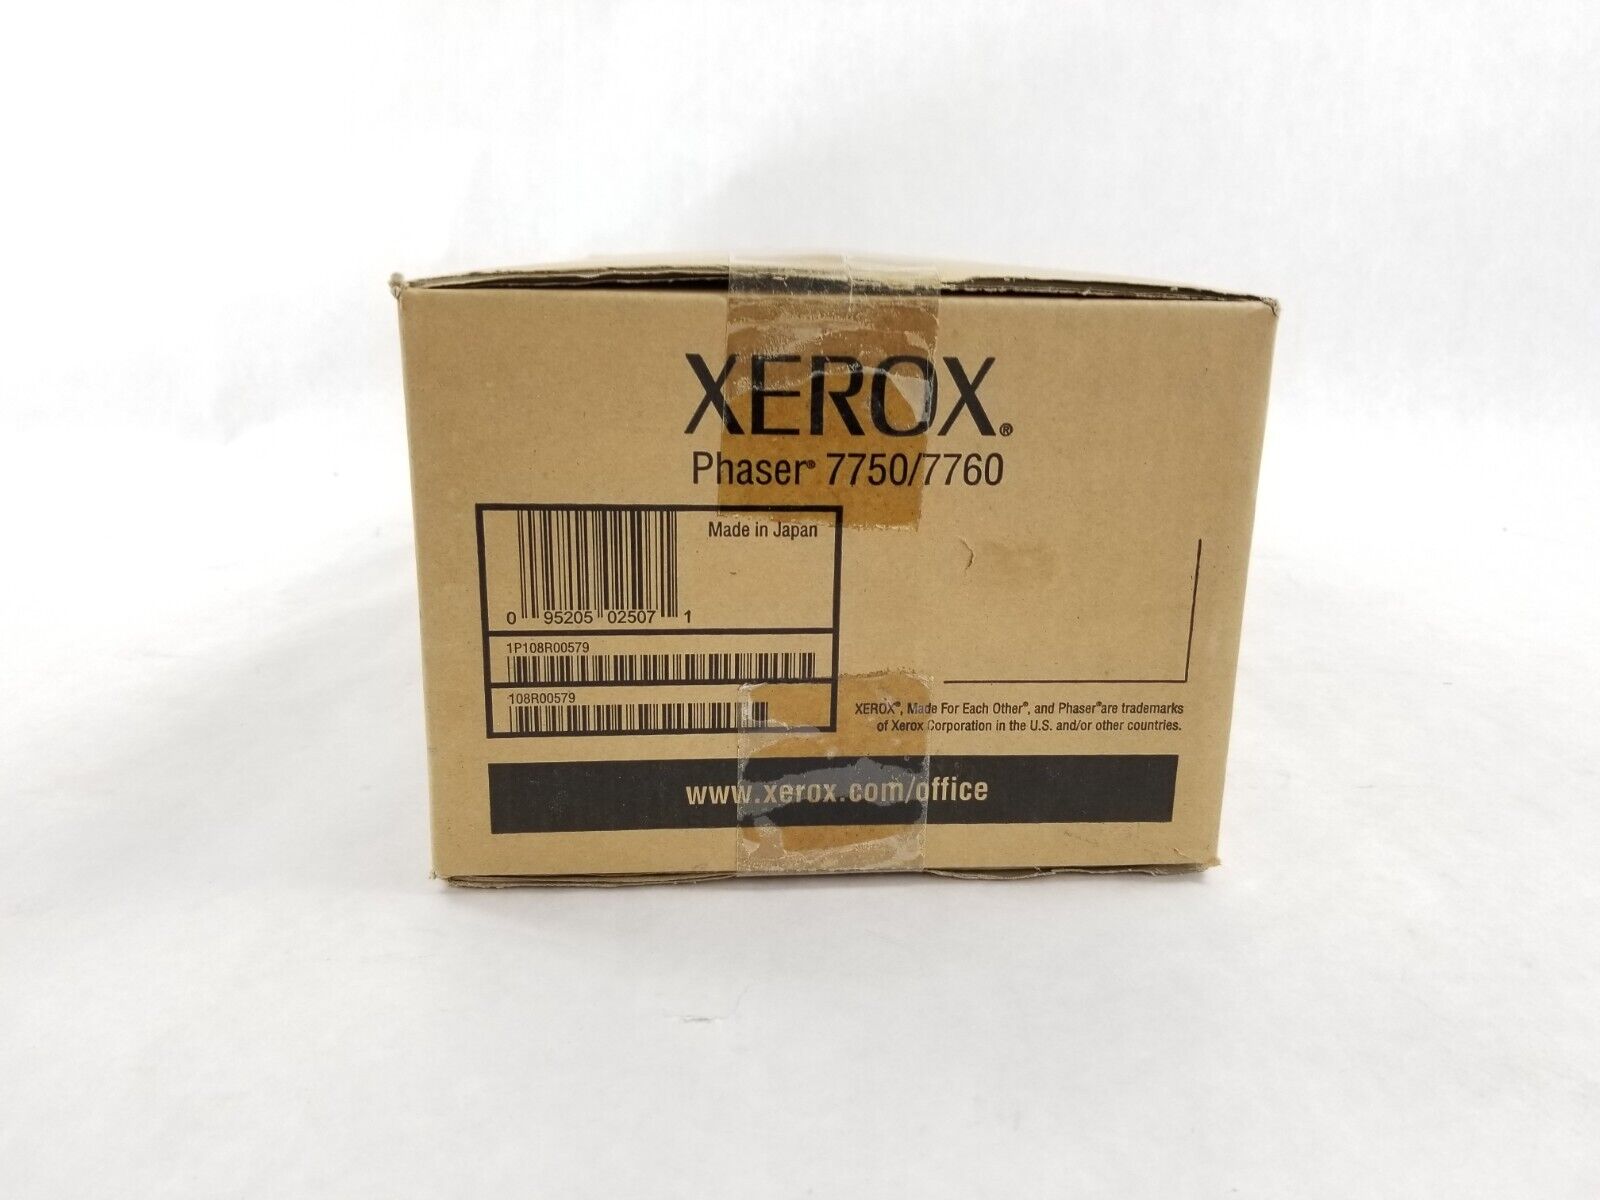 XEROX®
Phaser® 7750/7760
Made in Japan
0 95205 02507 1
1P108R00579
108R00579
XEROX®, Made For Each Other®, and Phaser® are trademarks
of Xerox Corporation in the U.S. and/or other countries.
www.xerox.com/office